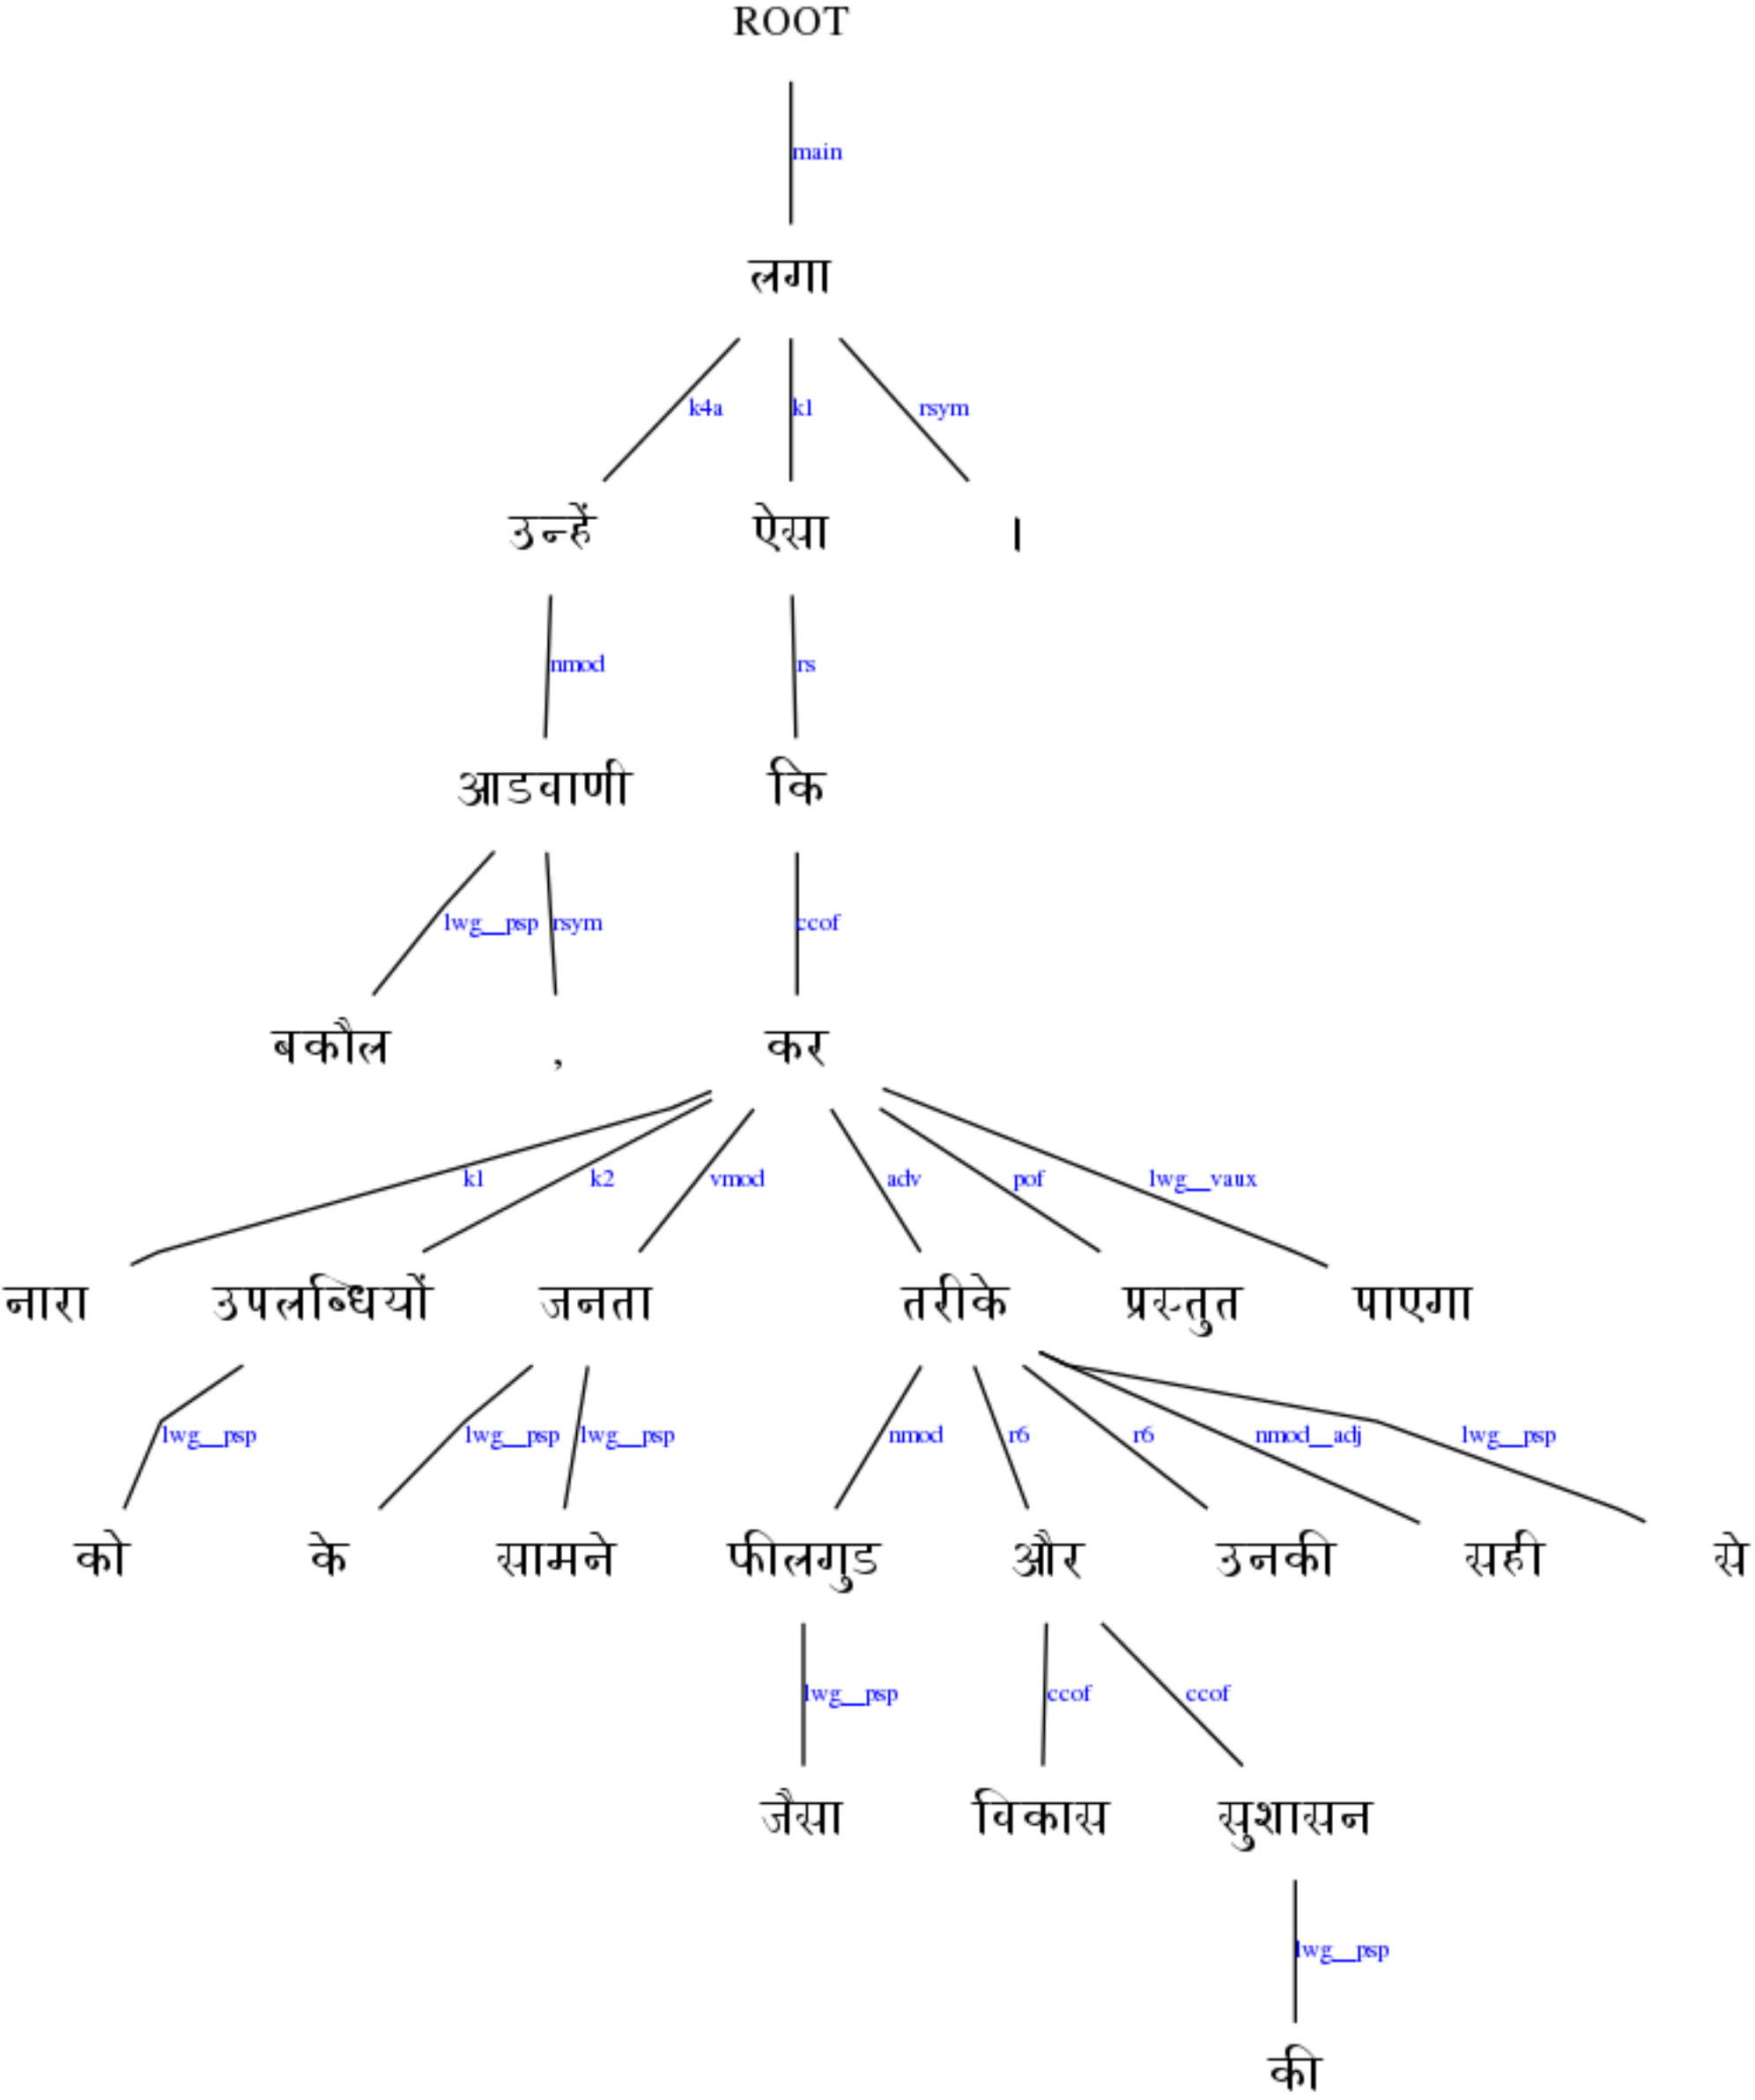 ROOT
main
लगा
k4a k1 rsym
उन्हें ऐसा ।
nmod rs
आडवाणी कि
lwg__psp rsym ccof
बकौल , कर
k1 k2 vmod adv pof lwg__vaux
नारा उपलब्धियों जनता तरीके प्रस्तुत पाएगा
lwg__psp lwg__psp lwg__psp nmod r6 r6 nmod__adj lwg__psp
को के सामने फीलगुड और उनकी सही से
lwg__psp ccof ccof
जैसा विकास सुशासन
lwg__psp
की